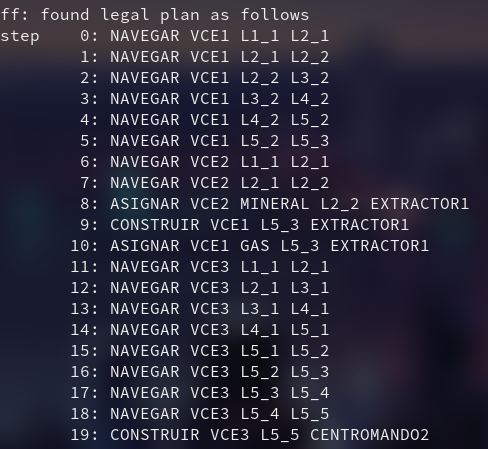 ff: found legal plan as follows
step    0: NAVEGAR VCE1 L1_1 L2_1
        1: NAVEGAR VCE1 L2_1 L2_2
        2: NAVEGAR VCE1 L2_2 L3_2
        3: NAVEGAR VCE1 L3_2 L4_2
        4: NAVEGAR VCE1 L4_2 L5_2
        5: NAVEGAR VCE1 L5_2 L5_3
        6: NAVEGAR VCE2 L1_1 L2_1
        7: NAVEGAR VCE2 L2_1 L2_2
        8: ASIGNAR VCE2 MINERAL L2_2 EXTRACTOR1
        9: CONSTRUIR VCE1 L5_3 EXTRACTOR1
       10: ASIGNAR VCE1 GAS L5_3 EXTRACTOR1
       11: NAVEGAR VCE3 L1_1 L2_1
       12: NAVEGAR VCE3 L2_1 L3_1
       13: NAVEGAR VCE3 L3_1 L4_1
       14: NAVEGAR VCE3 L4_1 L5_1
       15: NAVEGAR VCE3 L5_1 L5_2
       16: NAVEGAR VCE3 L5_2 L5_3
       17: NAVEGAR VCE3 L5_3 L5_4
       18: NAVEGAR VCE3 L5_4 L5_5
       19: CONSTRUIR VCE3 L5_5 CENTROMANDO2